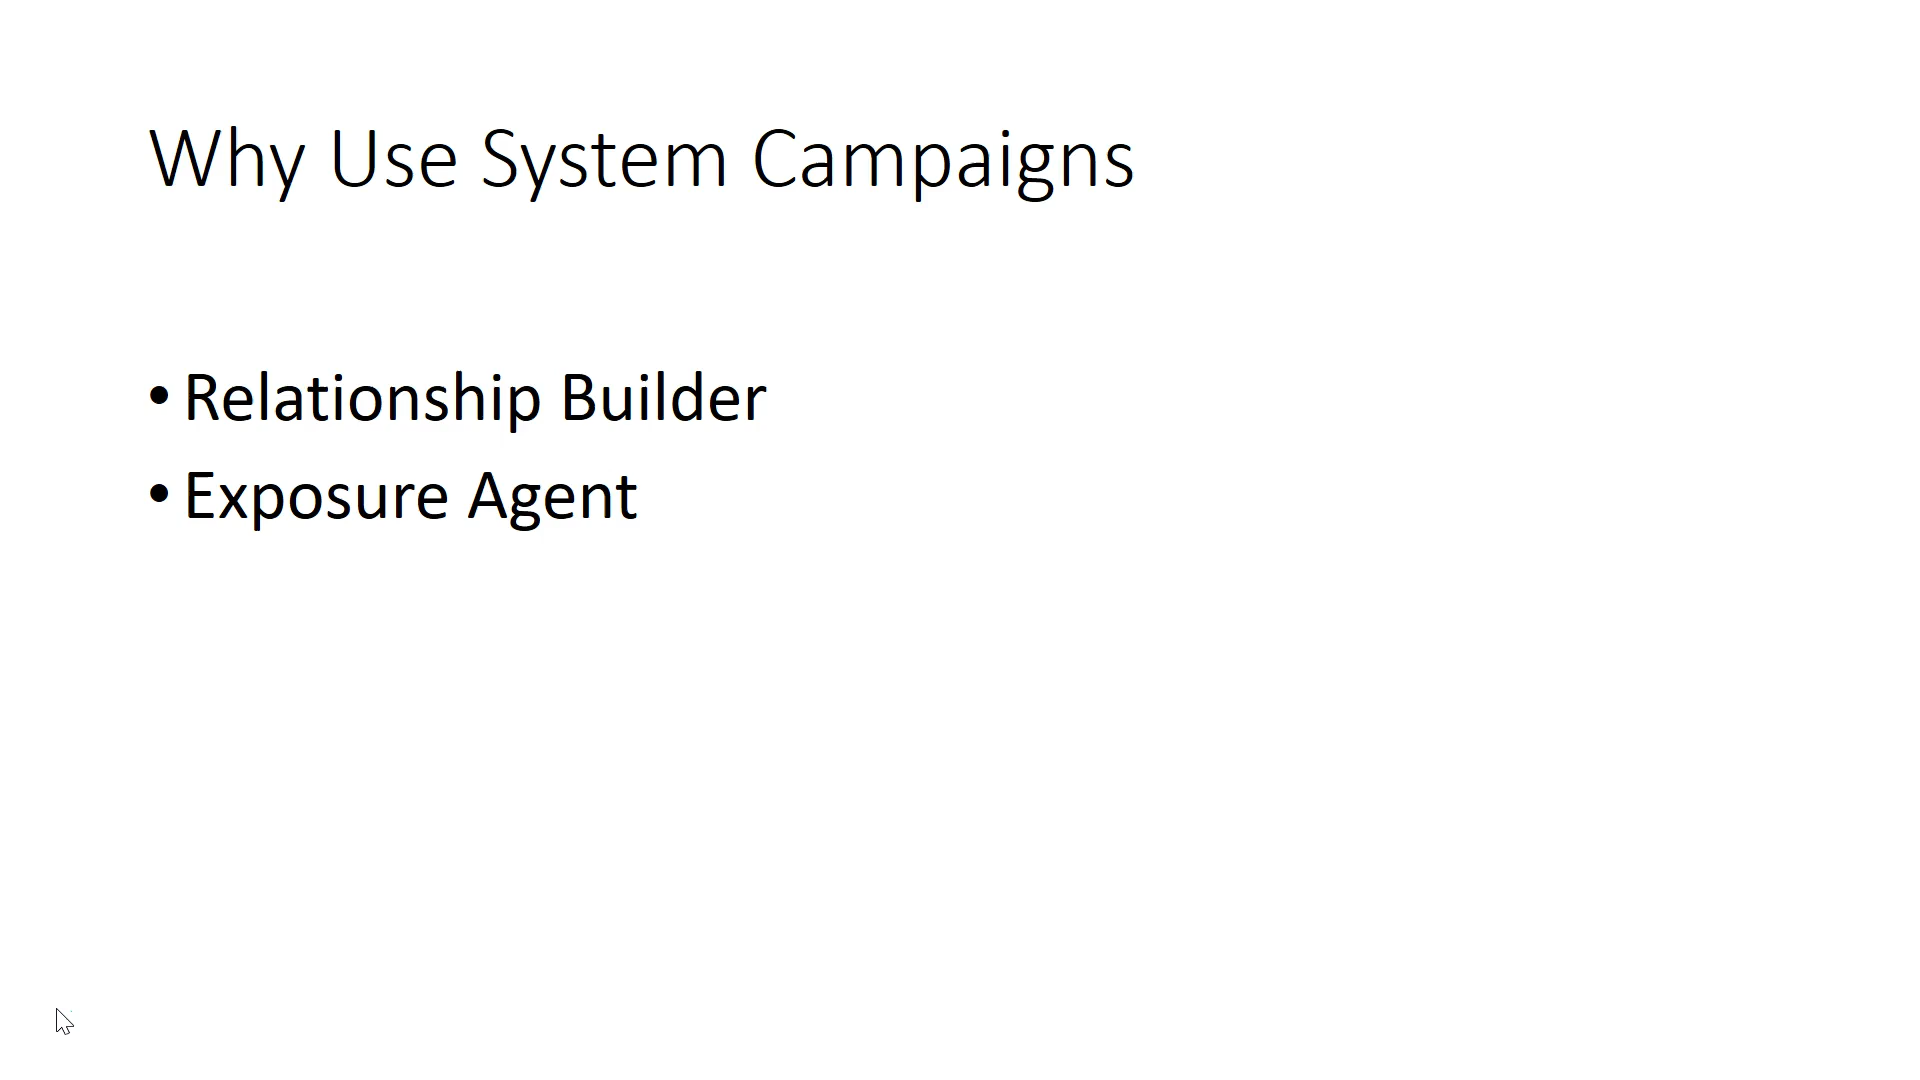 Why Use System Campaigns
• Relationship Builder
• Exposure Agent